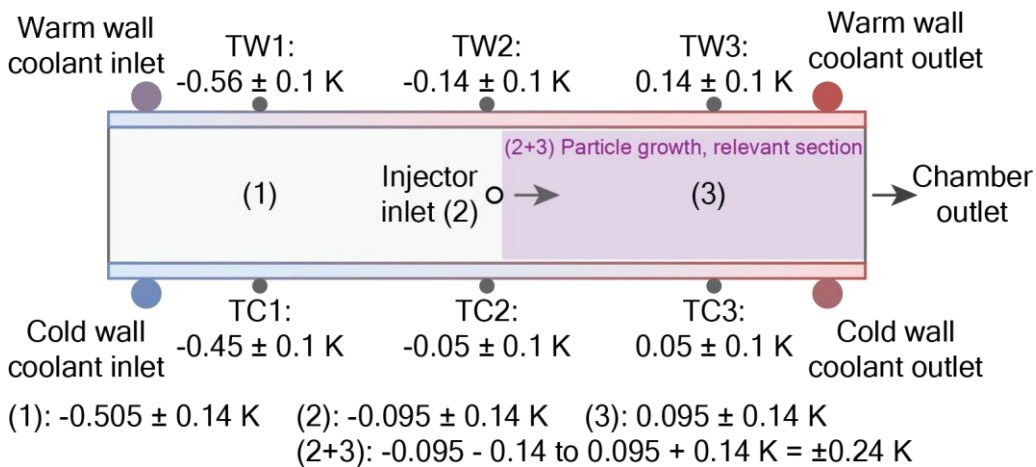 Warm wall
coolant inlet
TW1:
-0.56 ± 0.1 K
TW2:
-0.14 ± 0.1 K
TW3:
0.14 ± 0.1 K
Warm wall
coolant outlet
(2+3) Particle growth, relevant section
(1)
Injector
inlet (2)
(3)
Chamber
outlet
Cold wall
coolant inlet
TC1:
-0.45 ± 0.1 K
TC2:
-0.05 ± 0.1 K
TC3:
0.05 ± 0.1 K
Cold wall
coolant outlet
(1): -0.505 ± 0.14 K (2): -0.095 ± 0.14 K (3): 0.095 ± 0.14 K
(2+3): -0.095 - 0.14 to 0.095 + 0.14 K = ±0.24 K